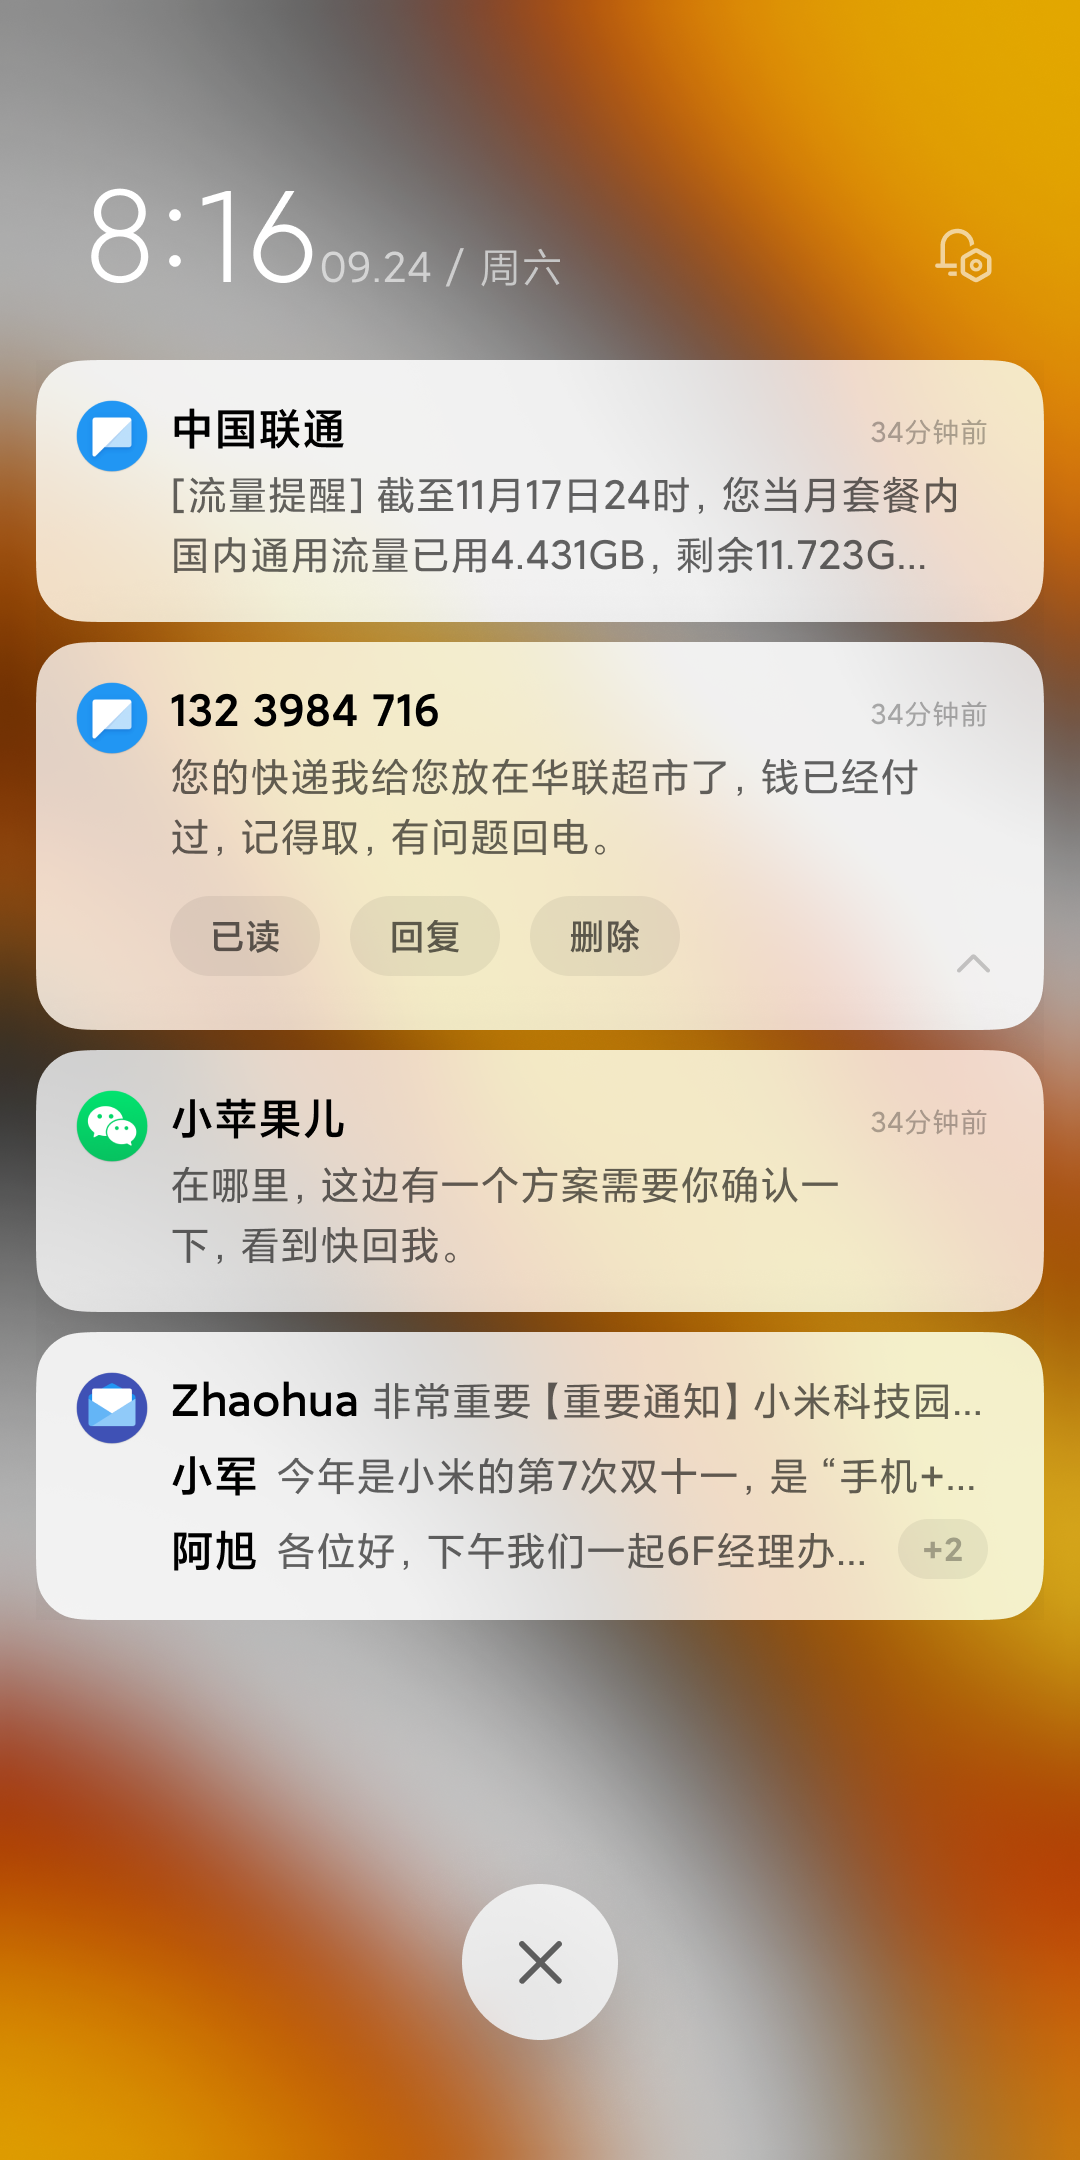 8:16 09.24 / 周六
中国联通 34分钟前
[流量提醒] 截至11月17日24时, 您当月套餐内
国内通用流量已用4.431GB, 剩余11.723G...
132 3984 716 34分钟前
您的快递我给您放在华联超市了, 钱已经付
过, 记得取, 有问题回电。
已读 回复 删除
小苹果儿 34分钟前
在哪里, 这边有一个方案需要你确认一
下, 看到快回我。
Zhaohua 非常重要【重要通知】小米科技园...
小军 今年是小米的第7次双十一, 是 “手机+...
阿旭 各位好, 下午我们一起6F经理办... +2